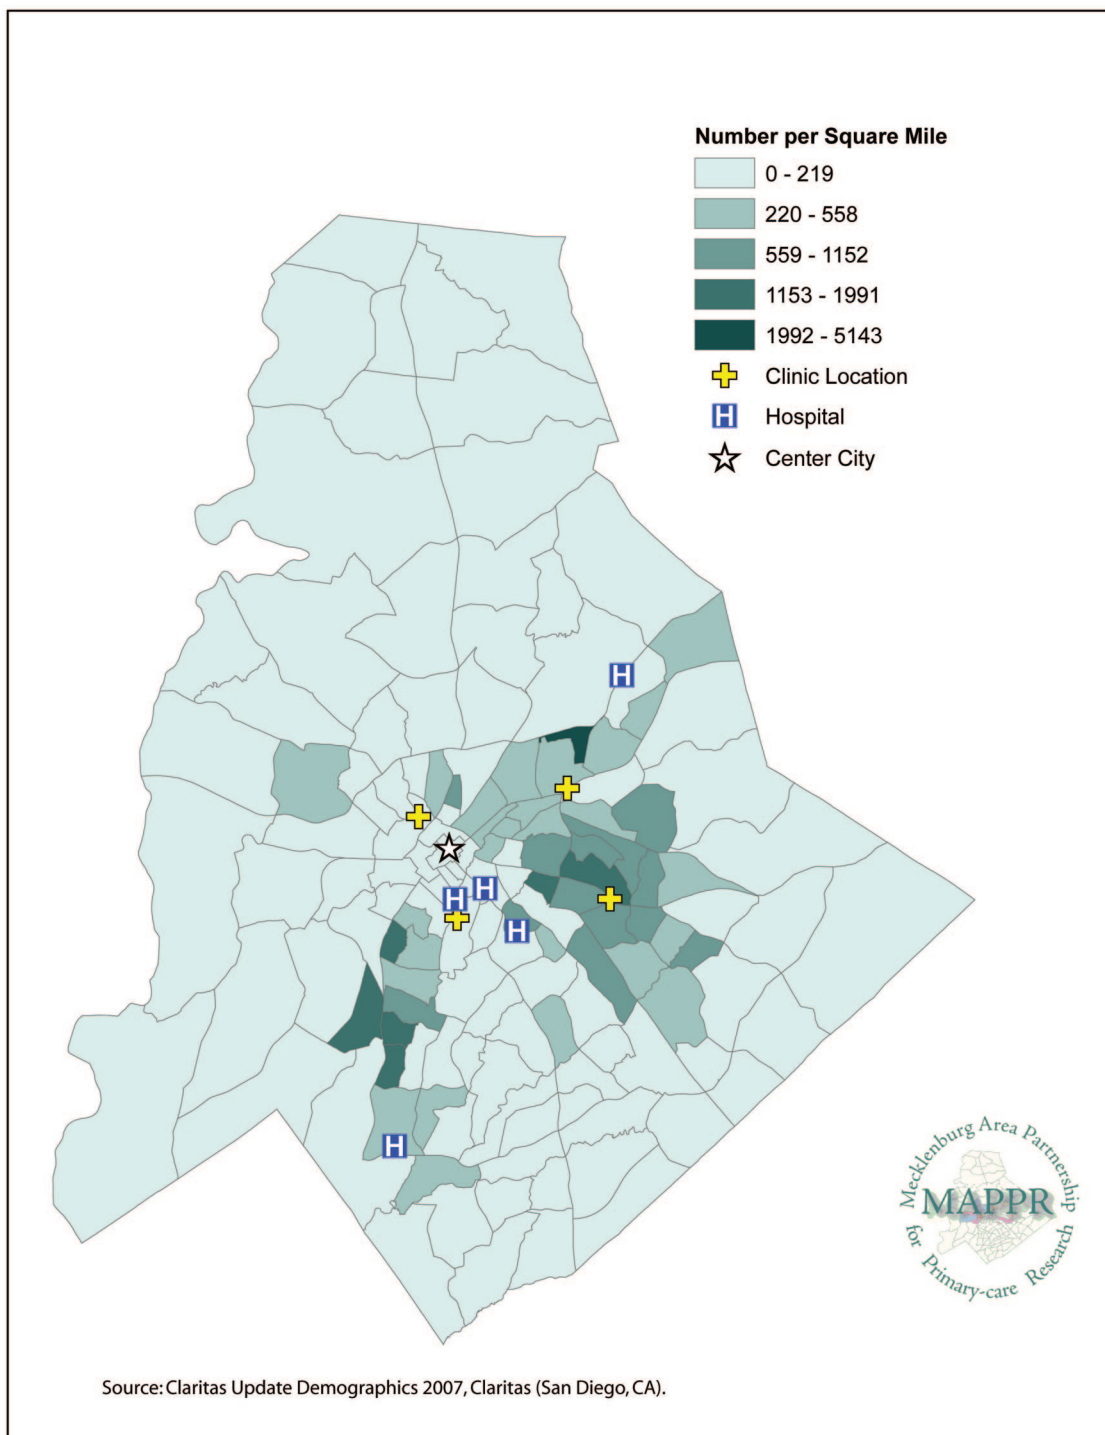 Number per Square Mile
0 - 219
220 - 558
559 - 1152
1153 - 1991
1992 - 5143
Clinic Location
H Hospital
Center City
H
H
H
H
H
Mecklenburg Area Partnership
MAPPR
for Primary-care Research
Source: Claritas Update Demographics 2007, Claritas (San Diego, CA).